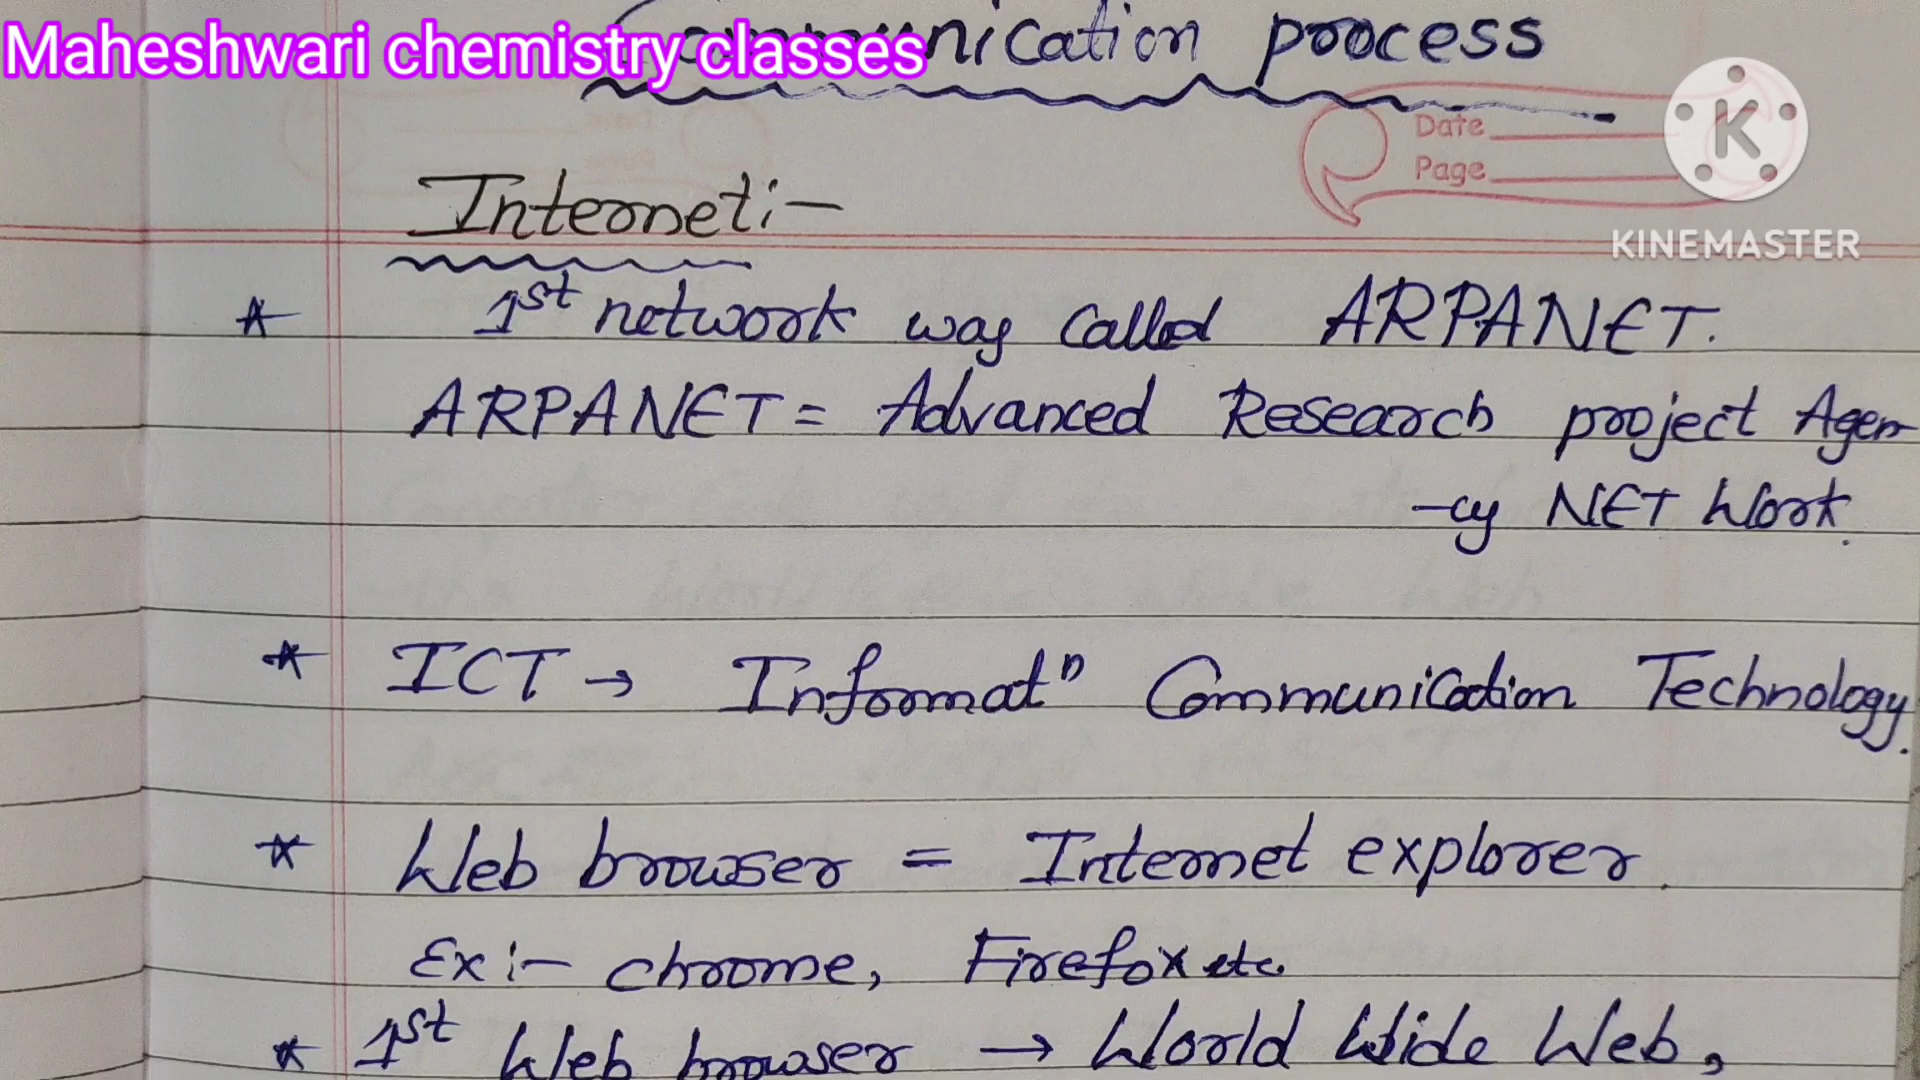 Communication process
Maheshwari chemistry classes
Date
Page
K
KINEMASTER
Internet:-
* 1st network was called ARPANET.
ARPANET = Advanced Research project Agen
-cy NET Work.
* ICT → Informatⁿ Communication Technology.
* Web browser = Internet explorer.
Ex:- chrome, Firefox etc.
* 1st Web browser → World Wide Web,